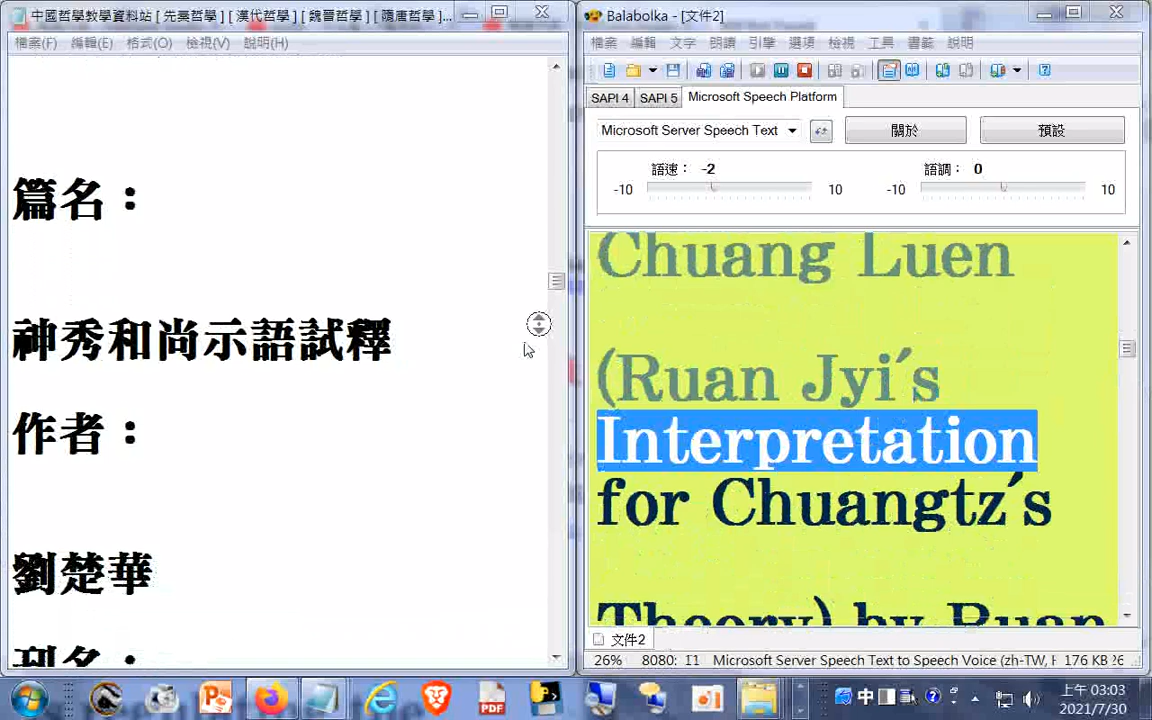 中國哲學教學資料站 [ 先秦哲學 ] [ 漢代哲學 ] [ 魏晉哲學 ] [ 隋唐哲學 ]...
檔案(F) 編輯(E) 格式(O) 檢視(V) 說明(H)
篇名：
神秀和尚示語試釋
作者：
劉楚華
刊名：
Balabolka - [文件2]
檔案 編輯 文字 朗讀 引擎 選項 檢視 工具 書籤 說明
SAPI 4 SAPI 5 Microsoft Speech Platform
Microsoft Server Speech Text 關於 預設
語速： -2 語調： 0
-10 10 -10 10
Chuang Luen
(Ruan Jyi′s
Interpretation
for Chuangtz′s
Theory) by Ruan
文件2
26% 8080: 11 Microsoft Server Speech Text to Speech Voice (zh-TW, H 176 KB
中
上午 03:03
2021/7/30